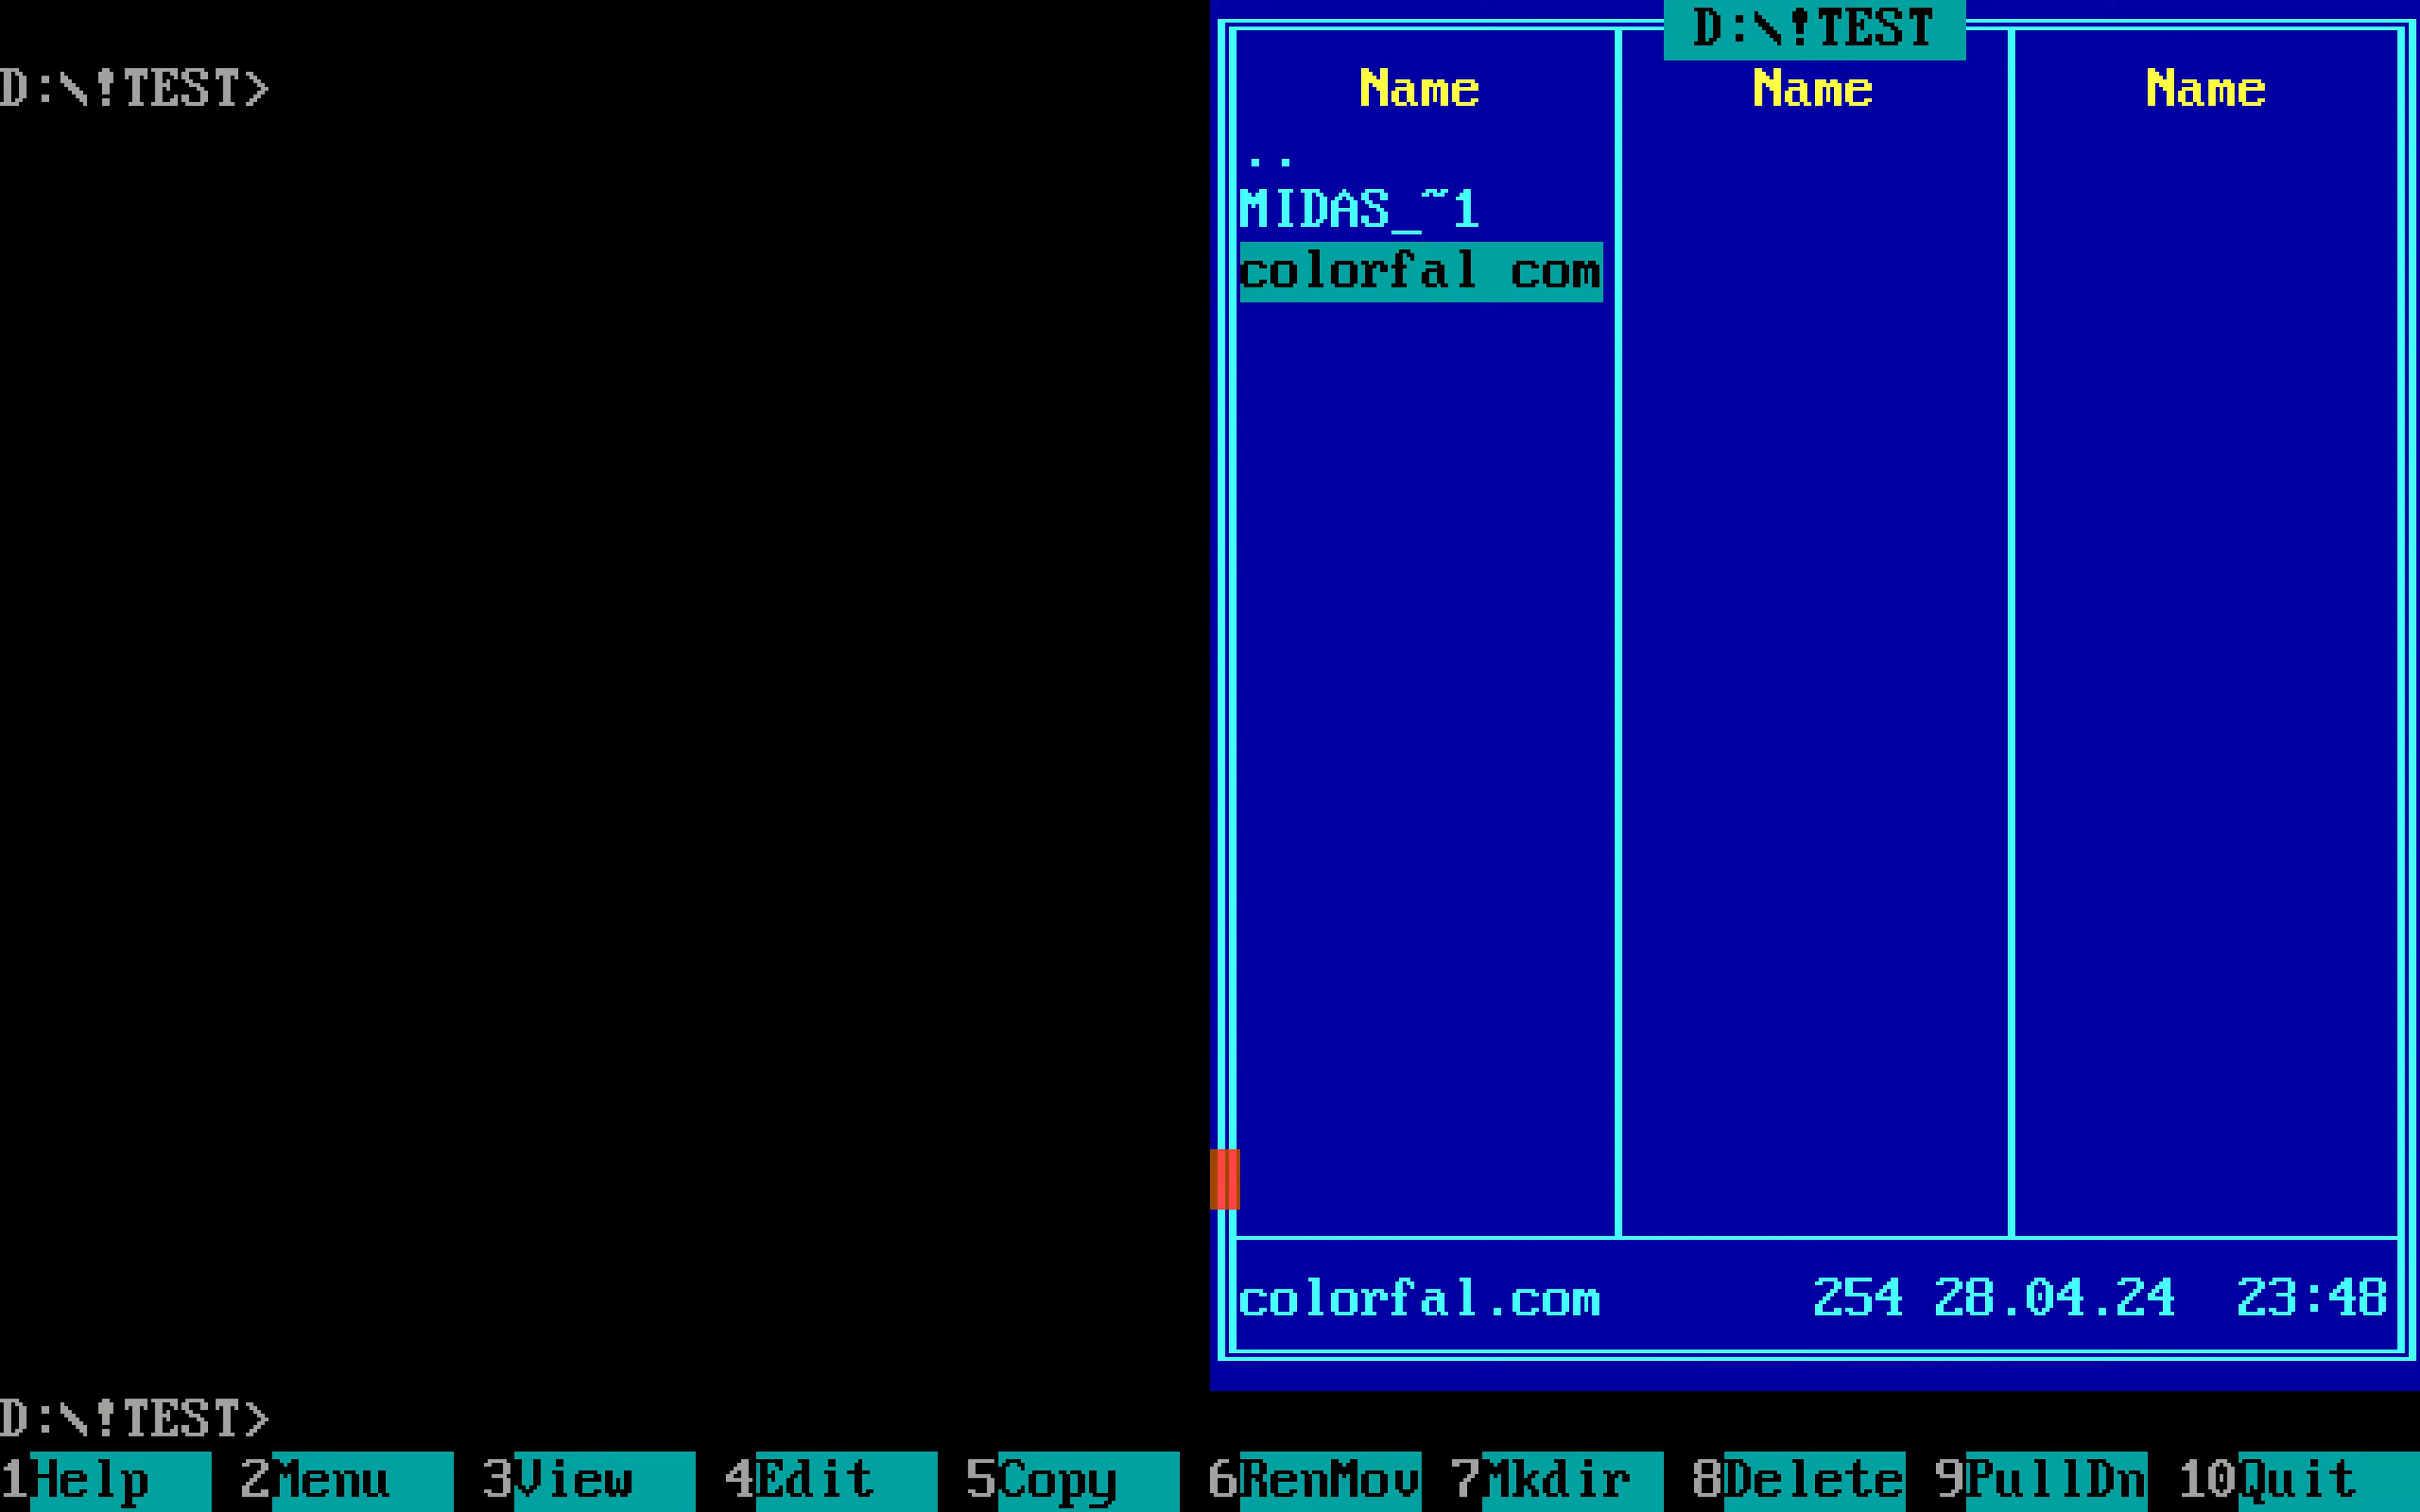 D:\!TEST
D:\!TEST>
Name Name Name
..
MIDAS_~1
colorfal com
colorfal.com 254 28.04.24 23:48
D:\!TEST>
1Help 2Menu 3View 4Edit 5Copy 6RenMov 7Mkdir 8Delete 9PullDn 10Quit